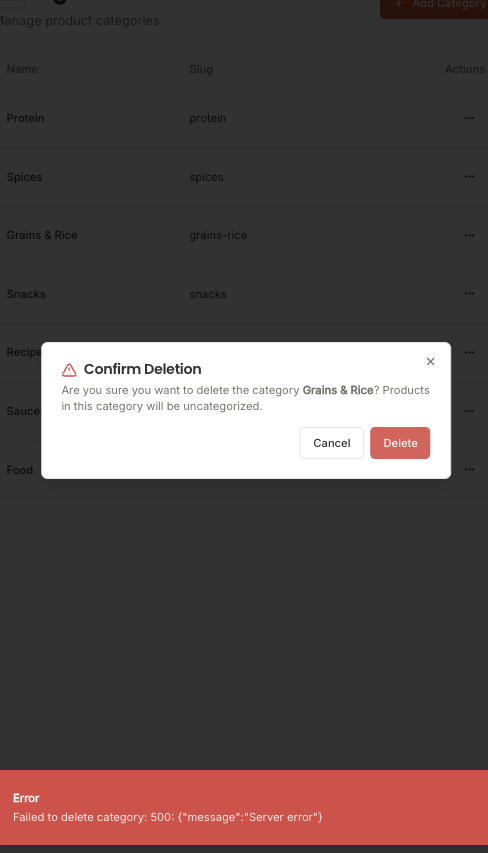 Manage product categories
+ Add Category
Name Slug Actions
Protein protein ...
Spices spices ...
Grains & Rice grains-rice ...
Snacks snacks ...
Recipe ...
Confirm Deletion ×
Are you sure you want to delete the category Grains & Rice? Products
in this category will be uncategorized.
Sauce ...
Cancel Delete
Food ...
Error
Failed to delete category: 500: {"message":"Server error"}